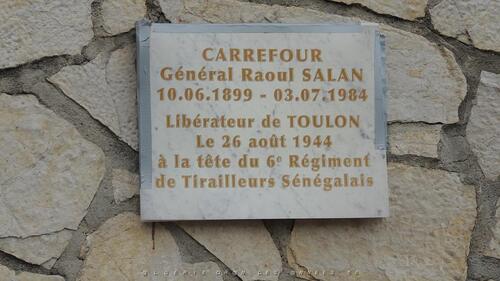 CARREFOUR
Général Raoul SALAN
10.06.1899 - 03.07.1984
Libérateur de TOULON
Le 26 août 1944
à la tête du 6e Régiment
de Tirailleurs Sénégalais